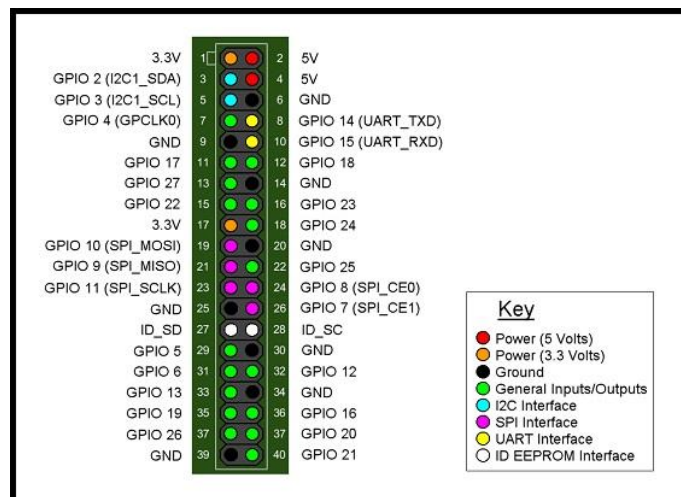 3.3V 1 2 5V
GPIO 2 (I2C1_SDA) 3 4 5V
GPIO 3 (I2C1_SCL) 5 6 GND
GPIO 4 (GPCLK0) 7 8 GPIO 14 (UART_TXD)
GND 9 10 GPIO 15 (UART_RXD)
GPIO 17 11 12 GPIO 18
GPIO 27 13 14 GND
GPIO 22 15 16 GPIO 23
3.3V 17 18 GPIO 24
GPIO 10 (SPI_MOSI) 19 20 GND
GPIO 9 (SPI_MISO) 21 22 GPIO 25
GPIO 11 (SPI_SCLK) 23 24 GPIO 8 (SPI_CE0)
GND 25 26 GPIO 7 (SPI_CE1)
ID_SD 27 28 ID_SC
GPIO 5 29 30 GND
GPIO 6 31 32 GPIO 12
GPIO 13 33 34 GND
GPIO 19 35 36 GPIO 16
GPIO 26 37 37 GPIO 20
GND 39 40 GPIO 21
Key
Power (5 Volts)
Power (3.3 Volts)
Ground
General Inputs/Outputs
I2C Interface
SPI Interface
UART Interface
ID EEPROM Interface